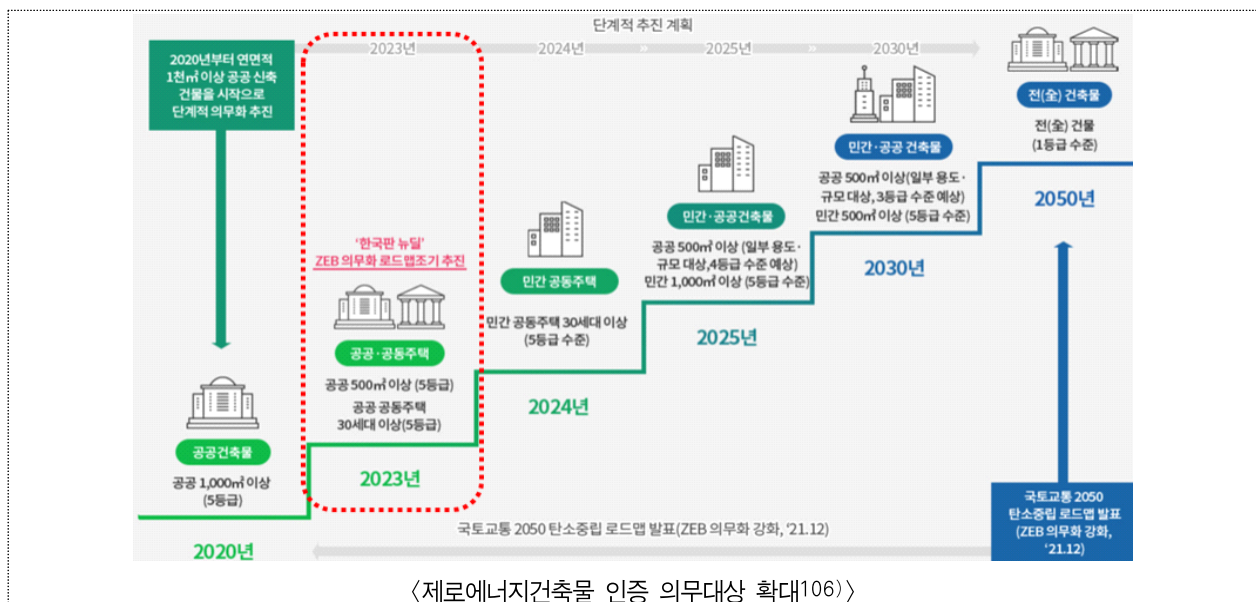 단계적 추진 계획
2023년 2024년 » 2025년 » 2030년
2020년부터 연면적
1천㎡ 이상 공공 신축
건물을 시작으로
단계적 의무화 추진
공공건축물
공공 1,000㎡ 이상
(5등급)
2020년
‘한국판 뉴딜’
ZEB 의무화 로드맵조기 추진
공공·공동주택
공공 500㎡ 이상 (5등급)
공공 공동주택
30세대 이상(5등급)
2023년
민간 공동주택
민간 공동주택 30세대 이상
(5등급 수준)
2024년
민간·공공건축물
공공 500㎡ 이상 (일부 용도·
규모 대상,4등급 수준 예상)
민간 1,000㎡ 이상 (5등급 수준)
2025년
민간·공공 건축물
공공 500㎡ 이상(일부 용도·
규모 대상, 3등급 수준 예상)
민간 500㎡ 이상 (5등급 수준)
2030년
전(全) 건축물
전(全) 건물
(1등급 수준)
2050년
국토교통 2050
탄소중립 로드맵 발표
(ZEB 의무화 강화,
‘21.12)
국토교통 2050 탄소중립 로드맵 발표(ZEB 의무화 강화, ‘21.12)
〈제로에너지건축물 인증 의무대상 확대106)〉